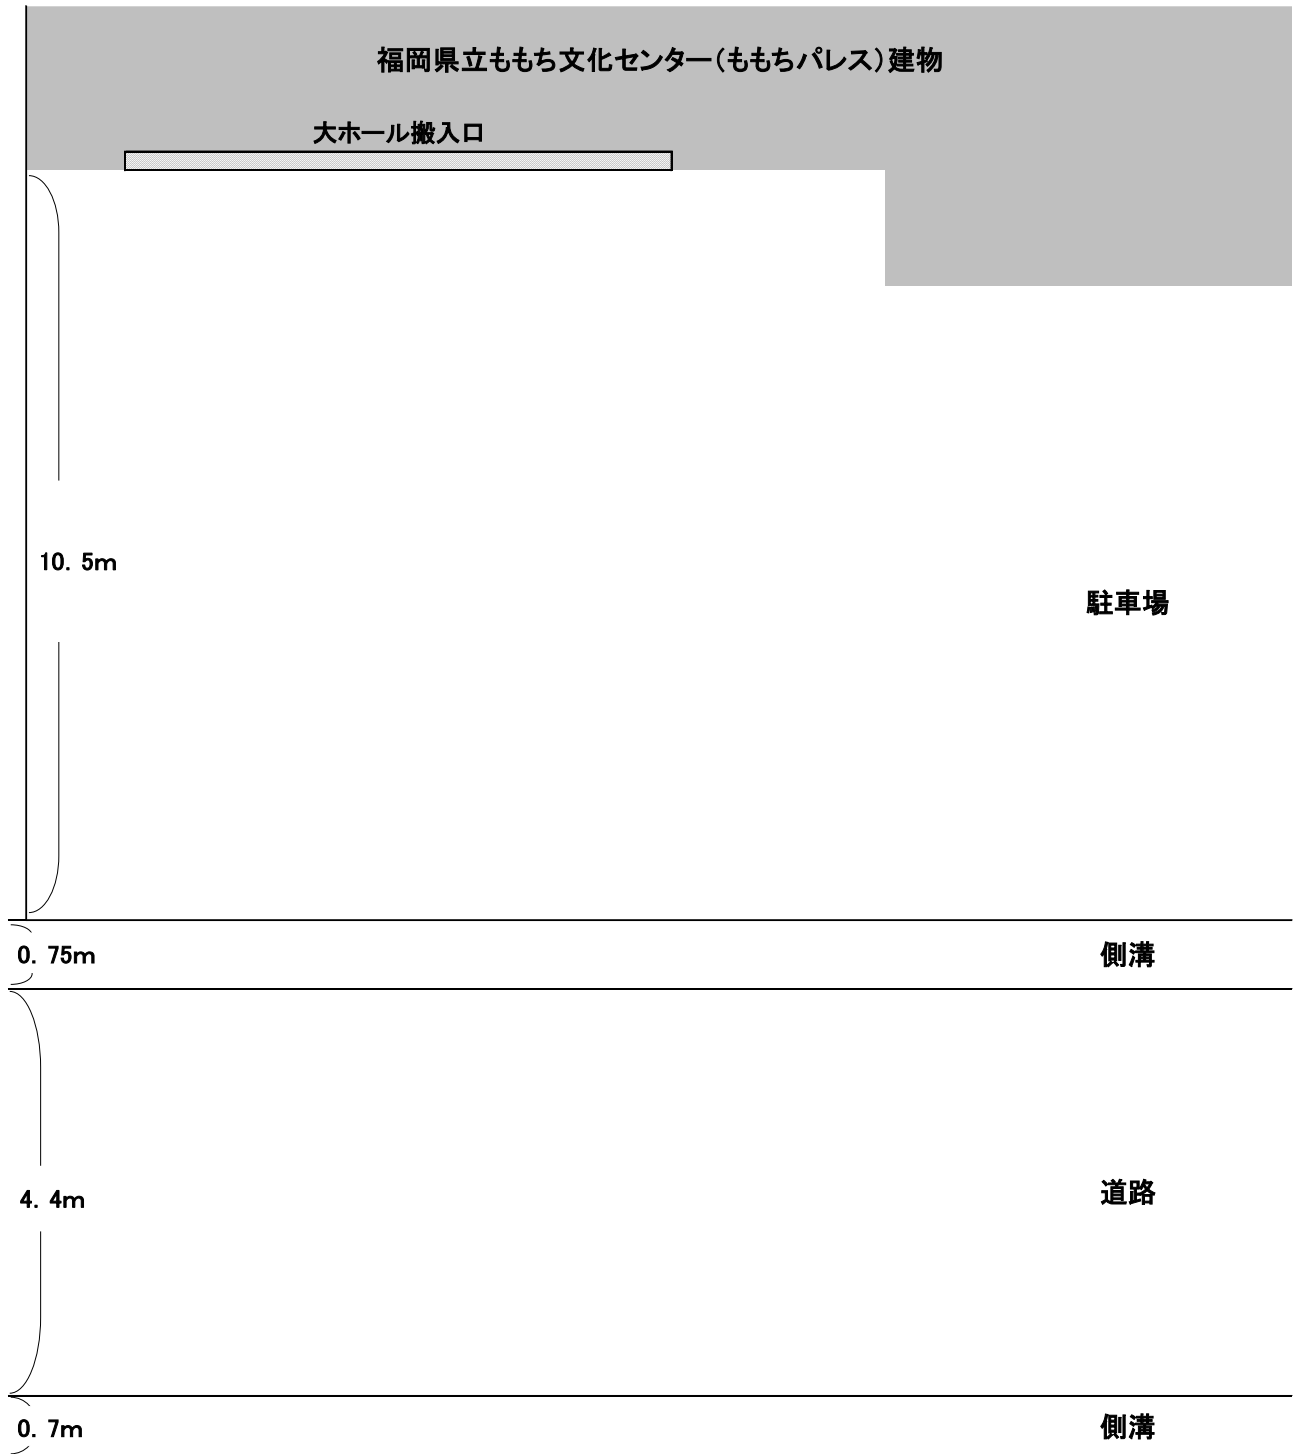 福岡県立ももち文化センター(ももちパレス)建物
大ホール搬入口
10.5m
駐車場
0.75m
側溝
4.4m
道路
0.7m
側溝